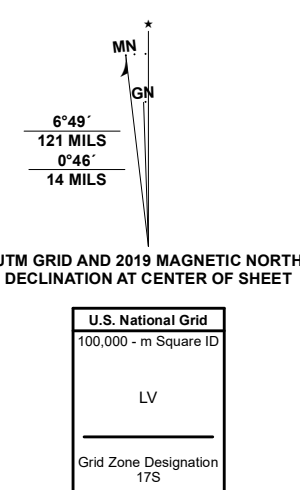 ★
MN
GN
6°49´
121 MILS
0°46´
14 MILS
UTM GRID AND 2019 MAGNETIC NORTH
DECLINATION AT CENTER OF SHEET
U.S. National Grid
100,000 - m Square ID
LV
Grid Zone Designation
17S